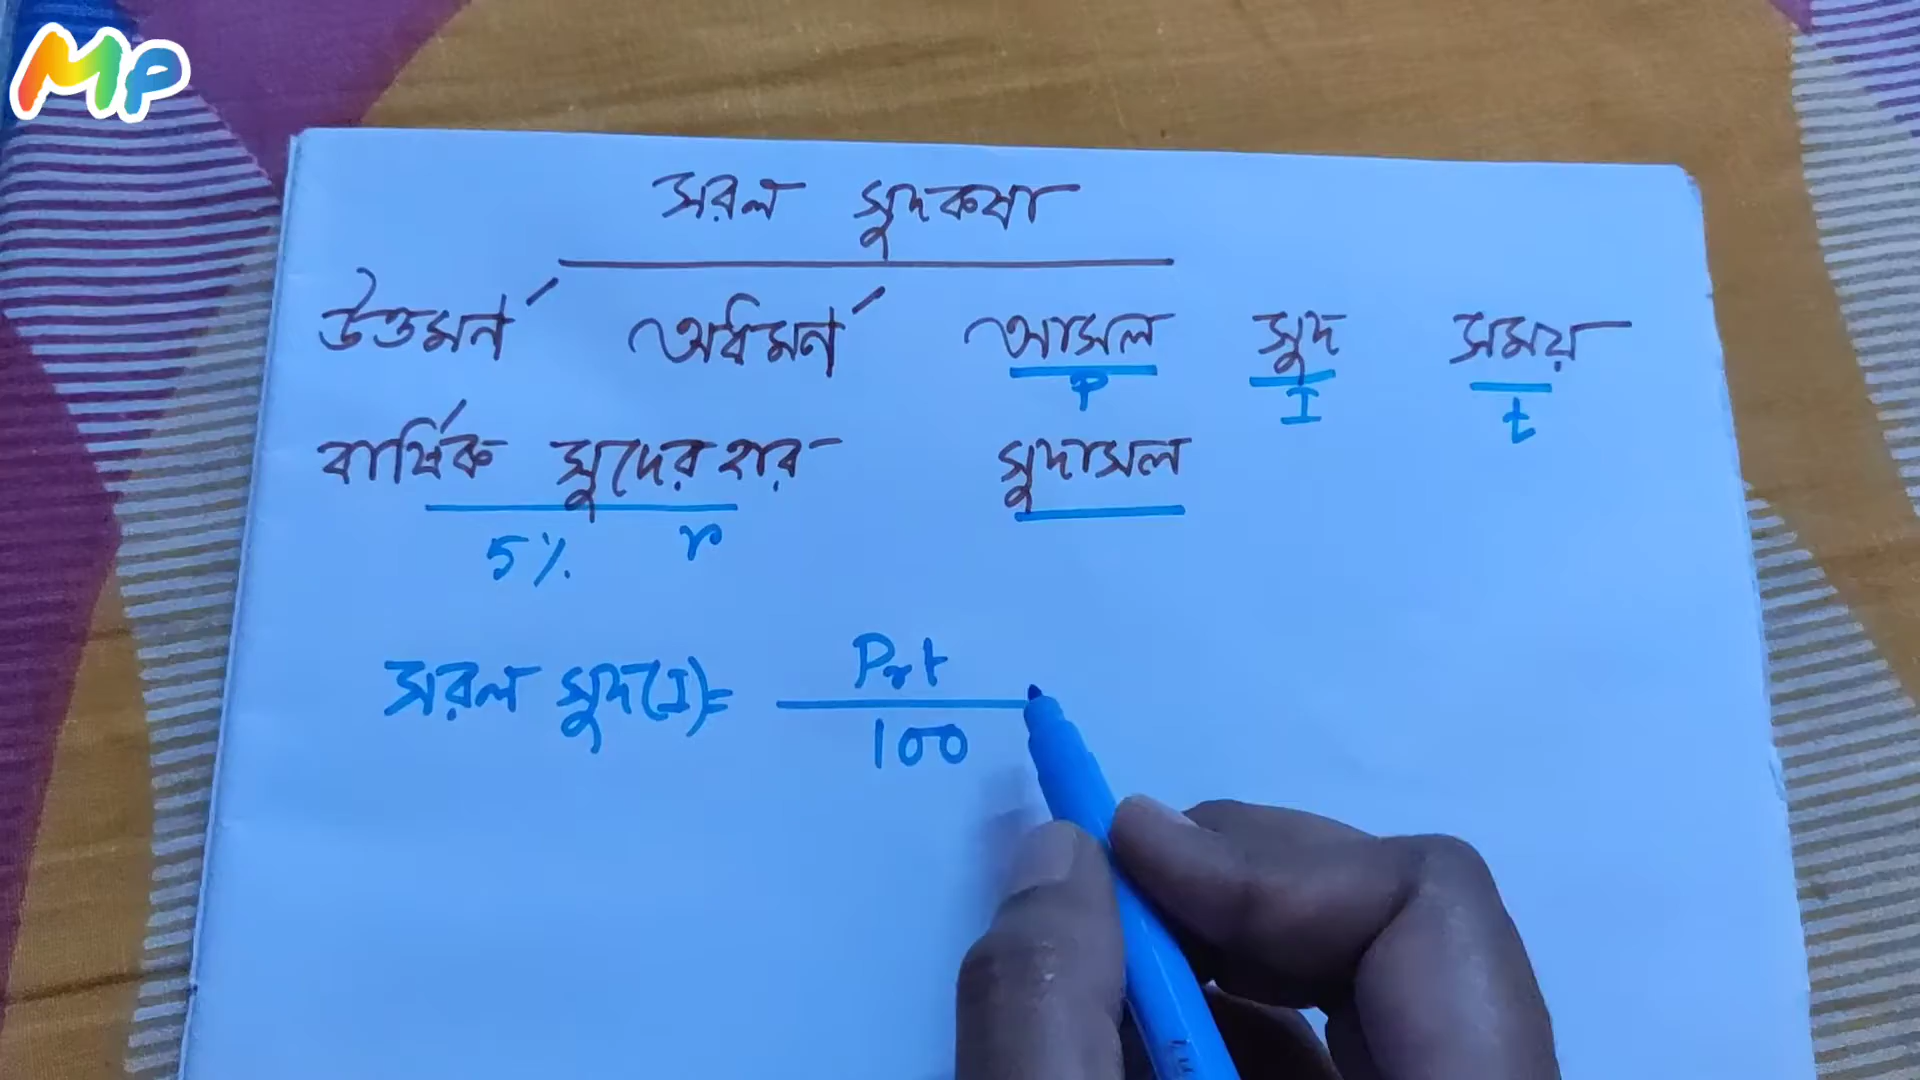 MP
সরল সুদকষা
উত্তমর্ণ অধমর্ণ আসল সুদ সময়
P I t
বার্ষিক সুদের হার সুদাসল
5% r
সরল সুদ(I)= Prt
100